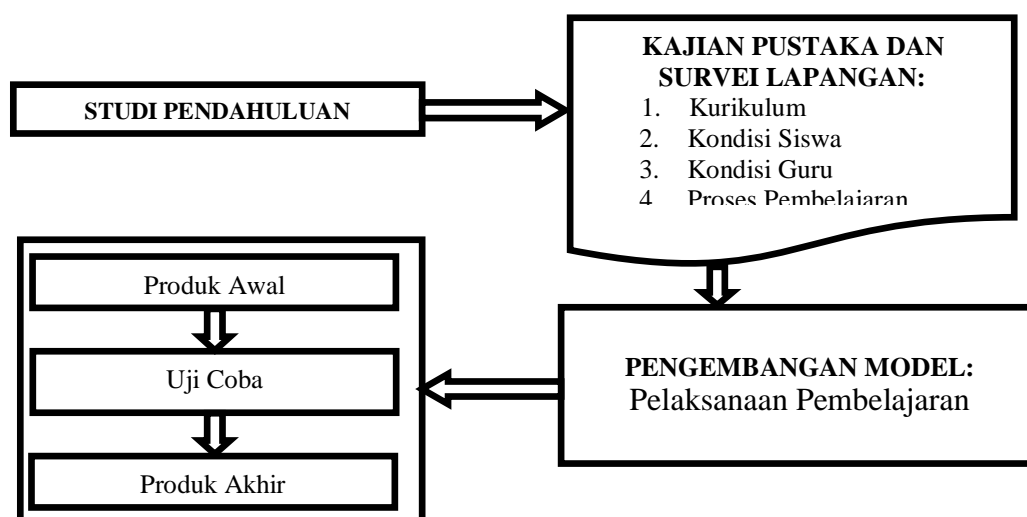 STUDI PENDAHULUAN
KAJIAN PUSTAKA DAN
SURVEI LAPANGAN:
1. Kurikulum
2. Kondisi Siswa
3. Kondisi Guru
4 Proses Pembelajaran
PENGEMBANGAN MODEL:
Pelaksanaan Pembelajaran
Produk Awal
Uji Coba
Produk Akhir